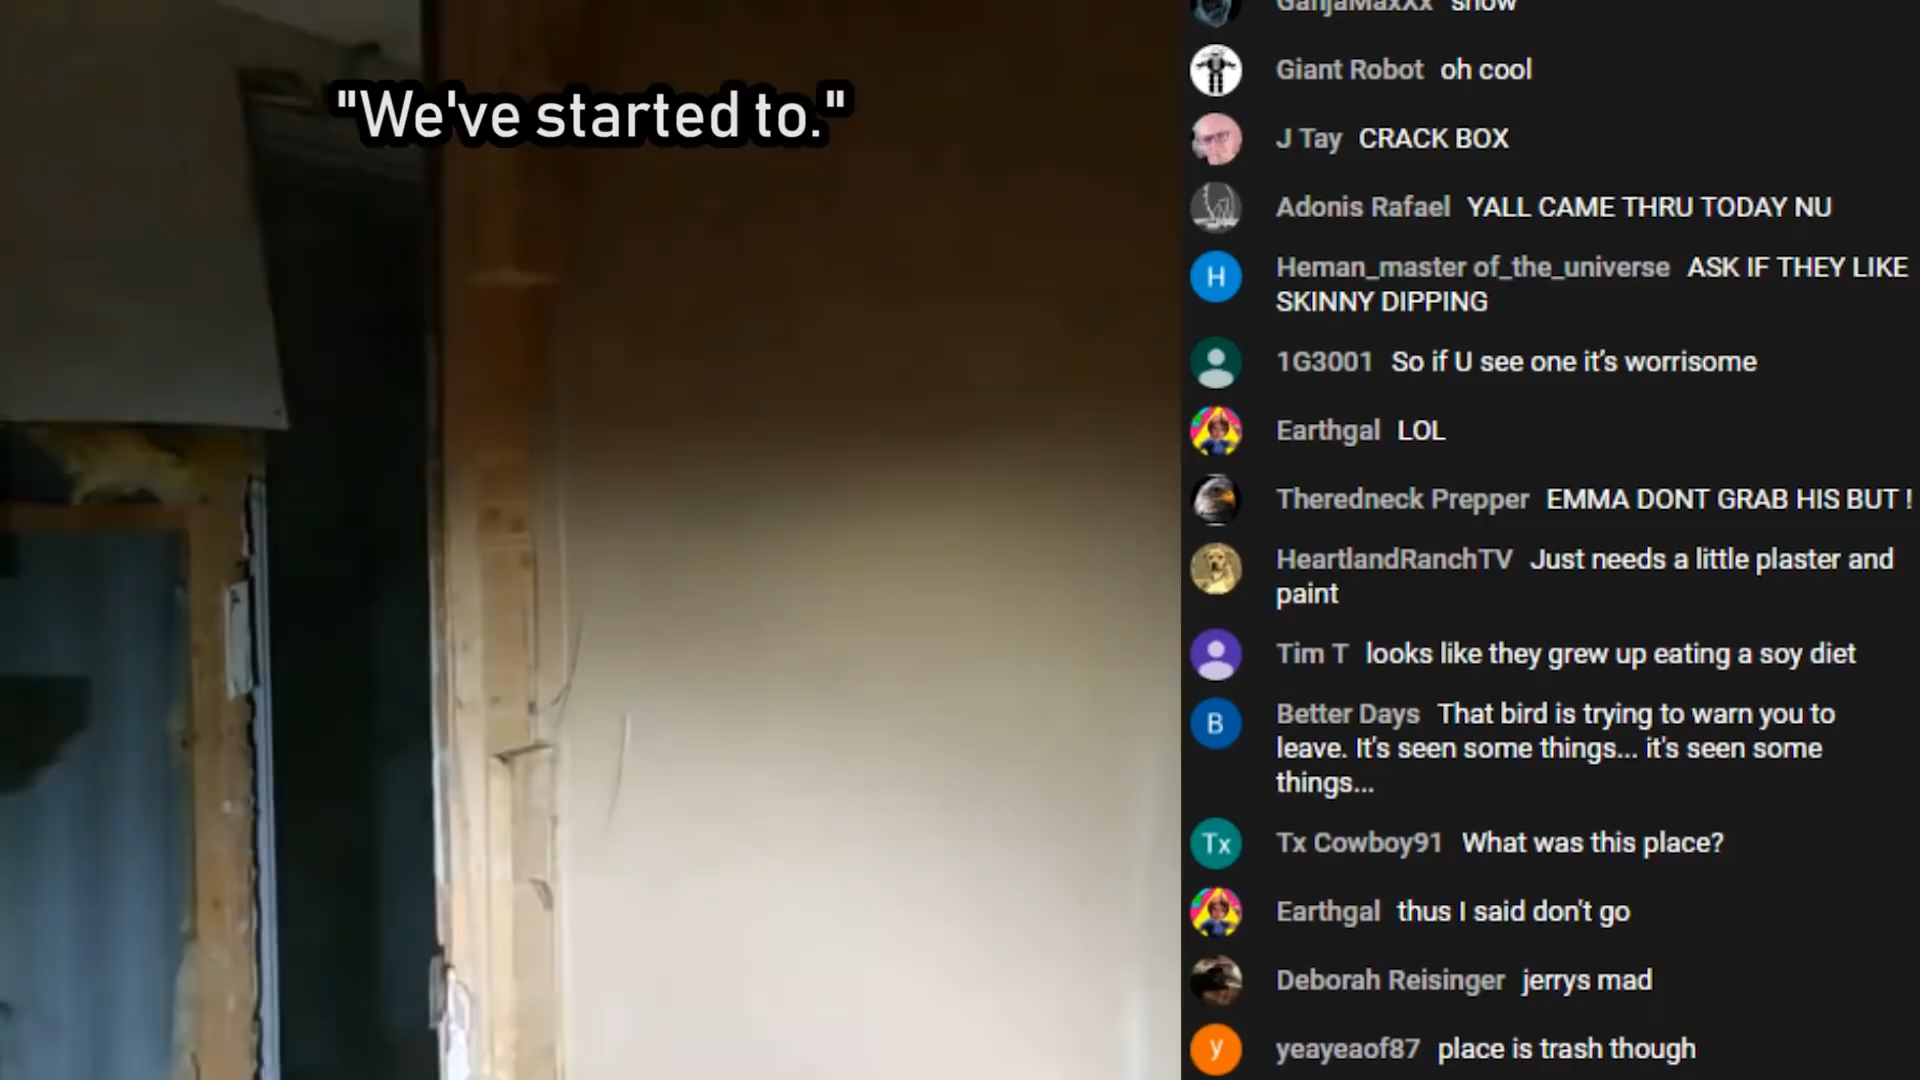 "We've started to."
GanjaMaxXx show
Giant Robot oh cool
J Tay CRACK BOX
Adonis Rafael YALL CAME THRU TODAY NU
H Heman_master of_the_universe ASK IF THEY LIKE
SKINNY DIPPING
1G3001 So if U see one it's worrisome
Earthgal LOL
Theredneck Prepper EMMA DONT GRAB HIS BUT !
HeartlandRanchTV Just needs a little plaster and
paint
Tim T looks like they grew up eating a soy diet
B Better Days That bird is trying to warn you to
leave. It's seen some things... it's seen some
things...
Tx Tx Cowboy91 What was this place?
Earthgal thus I said don't go
Deborah Reisinger jerrys mad
y yeayeaof87 place is trash though